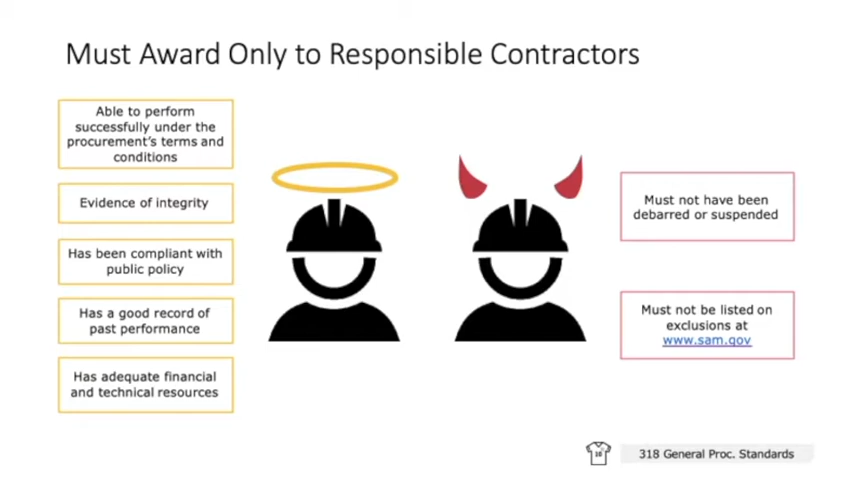 Must Award Only to Responsible Contractors
Able to perform
successfully under the
procurement's terms and
conditions
Evidence of integrity
Has been compliant with
public policy
Has a good record of
past performance
Has adequate financial
and technical resources
Must not have been
debarred or suspended
Must not be listed on
exclusions at
www.sam.gov
10
318 General Proc. Standards